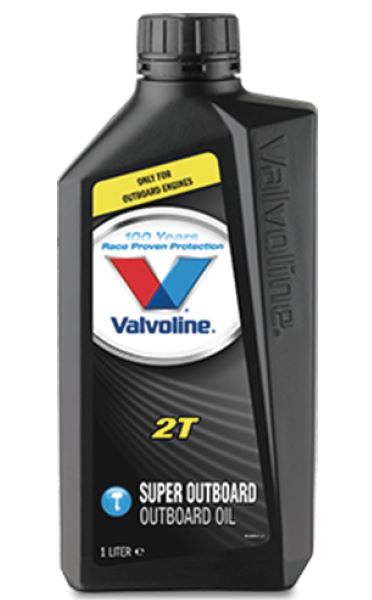 ONLY FOR
OUTBOARD ENGINES
100 Years
Race Proven Protection
Valvoline.
Valvoline.
2T
SUPER OUTBOARD
OUTBOARD OIL
1 LITER ℮